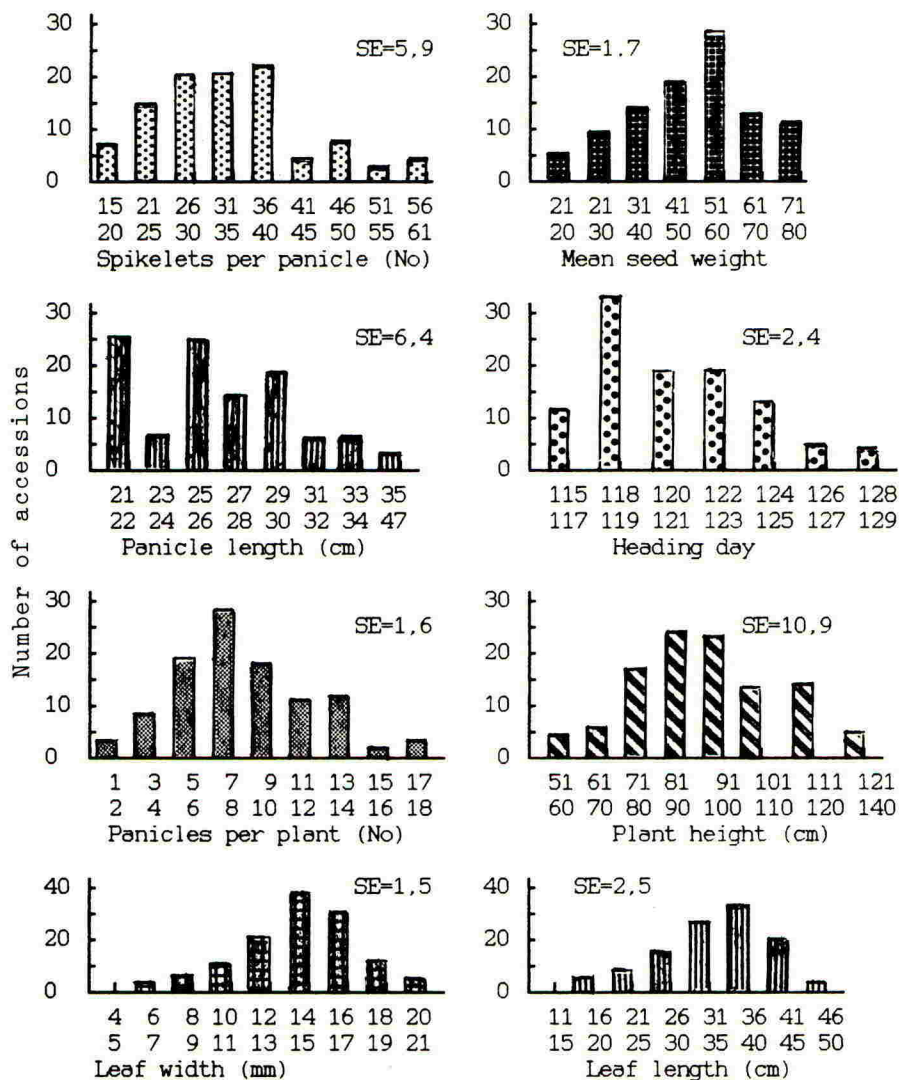 Number of accessions
30
20
10
0
SE=5,9
15 21 26 31 36 41 46 51 56
20 25 30 35 40 45 50 55 61
Spikelets per panicle (No)
30
20
10
0
SE=1.7
21 21 31 41 51 61 71
20 30 40 50 60 70 80
Mean seed weight
30
20
10
0
SE=6,4
21 23 25 27 29 31 33 35
22 24 26 28 30 32 34 47
Panicle length (cm)
30
20
10
0
SE=2,4
115 118 120 122 124 126 128
117 119 121 123 125 127 129
Heading day
30
20
10
0
SE=1,6
1 3 5 7 9 11 13 15 17
2 4 6 8 10 12 14 16 18
Panicles per plant (No)
30
20
10
0
SE=10,9
51 61 71 81 91 101 111 121
60 70 80 90 100 110 120 140
Plant height (cm)
40
20
0
SE=1,5
4 6 8 10 12 14 16 18 20
5 7 9 11 13 15 17 19 21
Leaf width (mm)
40
20
0
SE=2,5
11 16 21 26 31 36 41 46
15 20 25 30 35 40 45 50
Leaf length (cm)